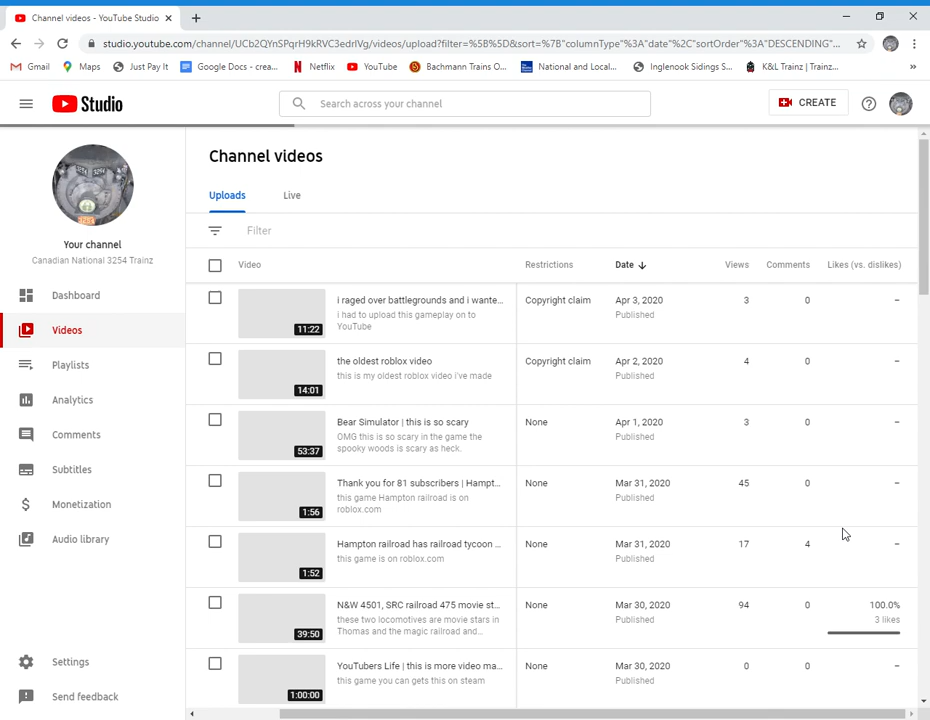 Channel videos - YouTube Studio
studio.youtube.com/channel/UCb2QYnSPqrH9kRVC3edrIVg/videos/upload?filter=%5B%5D&sort=%7B"columnType"%3A"date"%2C"sortOrder"%3A"DESCENDING"...
Gmail Maps Just Pay It Google Docs - crea... Netflix YouTube Bachmann Trains O... National and Local... Inglenook Sidings S... K&L Trainz | Trainz... »
Studio
Search across your channel
CREATE
Your channel
Canadian National 3254 Trainz
Dashboard
Videos
Playlists
Analytics
Comments
Subtitles
Monetization
Audio library
Settings
Send feedback
Channel videos
Uploads Live
Filter
Video Restrictions Date Views Comments Likes (vs. dislikes)
i raged over battlegrounds and i wante... Copyright claim Apr 3, 2020 3 0 –
i had to upload this gameplay on to Published
YouTube
11:22
the oldest roblox video Copyright claim Apr 2, 2020 4 0 –
this is my oldest roblox video i've made Published
14:01
Bear Simulator | this is so scary None Apr 1, 2020 3 0 –
OMG this is so scary in the game the Published
spooky woods is scary as heck.
53:37
Thank you for 81 subscribers | Hampt... None Mar 31, 2020 45 0 –
this game Hampton railroad is on Published
roblox.com
1:56
Hampton railroad has railroad tycoon ... None Mar 31, 2020 17 4 –
this game is on roblox.com Published
1:52
N&W 4501, SRC railroad 475 movie st... None Mar 30, 2020 94 0 100.0%
these two locomotives are movie stars in Published 3 likes
Thomas and the magic railroad and...
39:50
YouTubers Life | this is more video ma... None Mar 30, 2020 0 0 –
this game you can gets this on steam Published
1:00:00